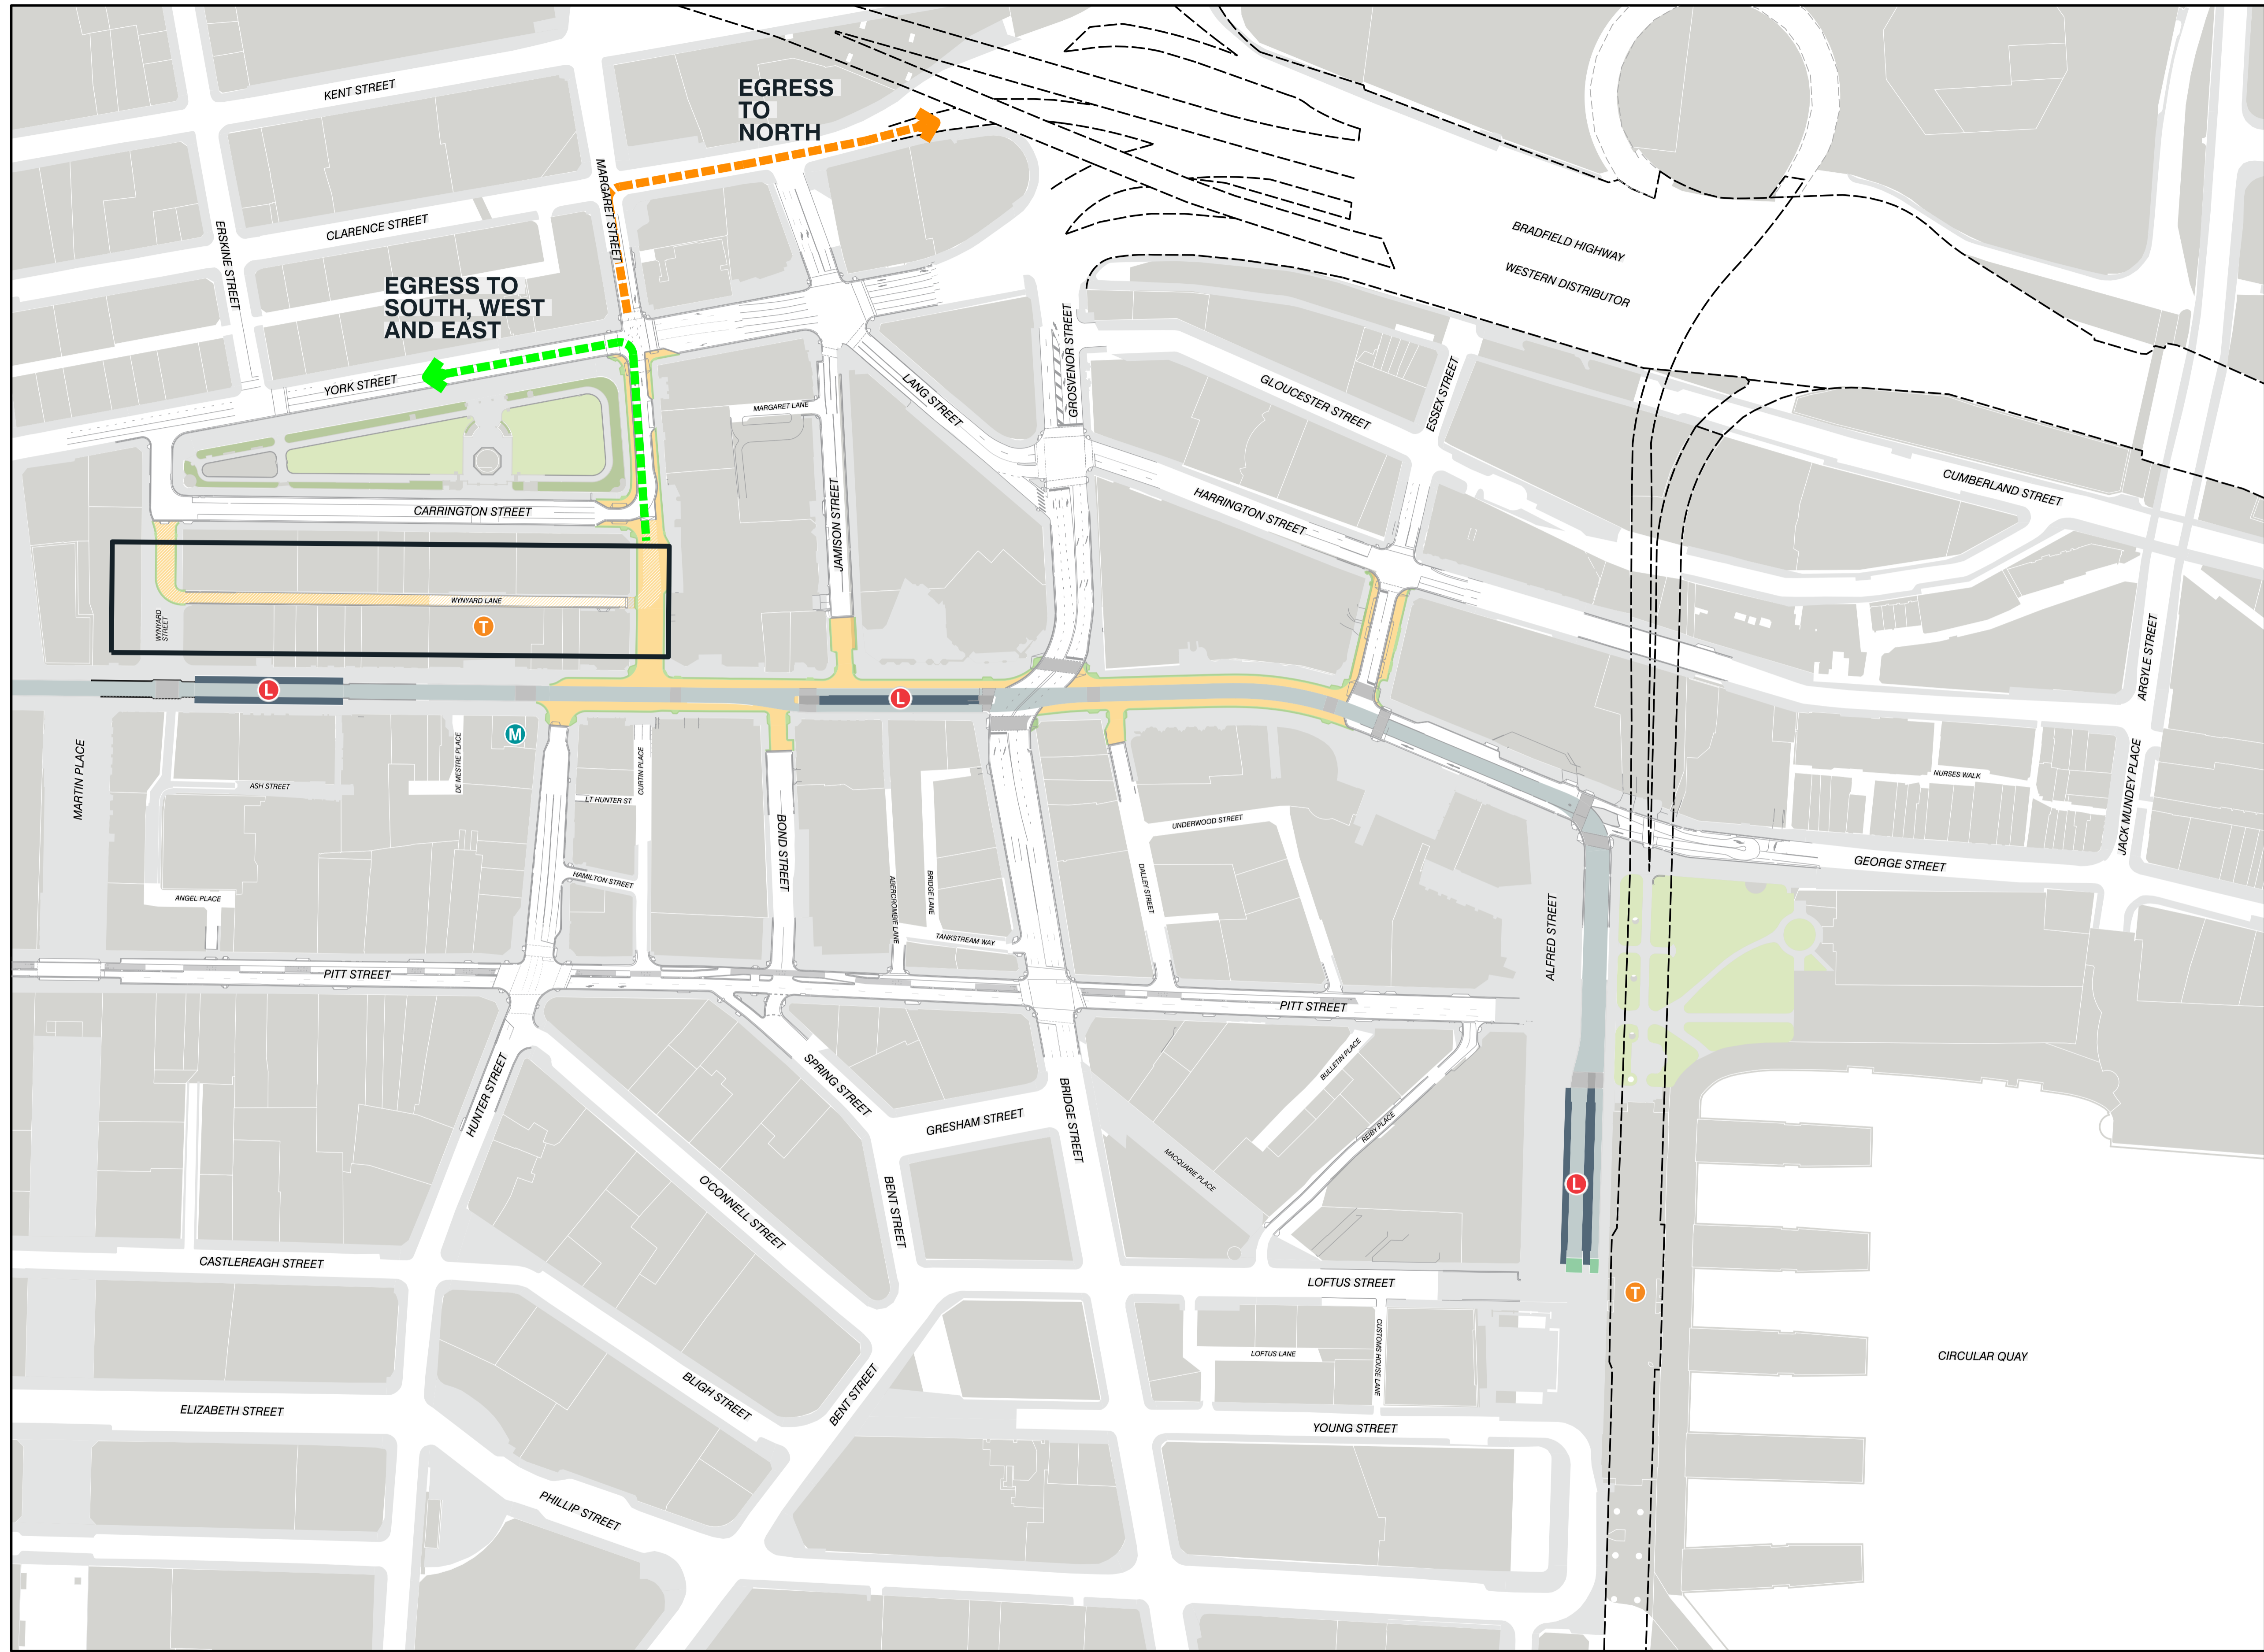 KENT STREET
EGRESS
TO
NORTH
MARGARET STREET
CLARENCE STREET
ERSKINE STREET
BRADFIELD HIGHWAY
WESTERN DISTRIBUTOR
EGRESS TO
SOUTH, WEST
AND EAST
YORK STREET
GROSVENOR STREET
LANG STREET
MARGARET LANE
GLOUCESTER STREET
ESSEX STREET
CUMBERLAND STREET
CARRINGTON STREET
JAMISON STREET
HARRINGTON STREET
WYNYARD LANE
WYNYARD
STREET
T
ARGYLE STREET
L
L
M
MARTIN PLACE
DE MESTRE PLACE
CURTIN PLACE
ASH STREET
LT HUNTER ST
NURSES WALK
JACK MUNDEY PLACE
BOND STREET
UNDERWOOD STREET
GEORGE STREET
HAMILTON STREET
ABERCROMBIE LANE
BRIDGE LANE
DALLEY STREET
ANGEL PLACE
TANKSTREAM WAY
ALFRED STREET
PITT STREET
PITT STREET
HUNTER STREET
SPRING STREET
BULLETIN PLACE
GRESHAM STREET
BRIDGE STREET
REIBY PLACE
MACQUARIE PLACE
O'CONNELL STREET
BENT STREET
L
CASTLEREAGH STREET
LOFTUS STREET
T
CUSTOMS HOUSE LANE
LOFTUS LANE
CIRCULAR QUAY
BLIGH STREET
BENT STREET
ELIZABETH STREET
YOUNG STREET
PHILLIP STREET